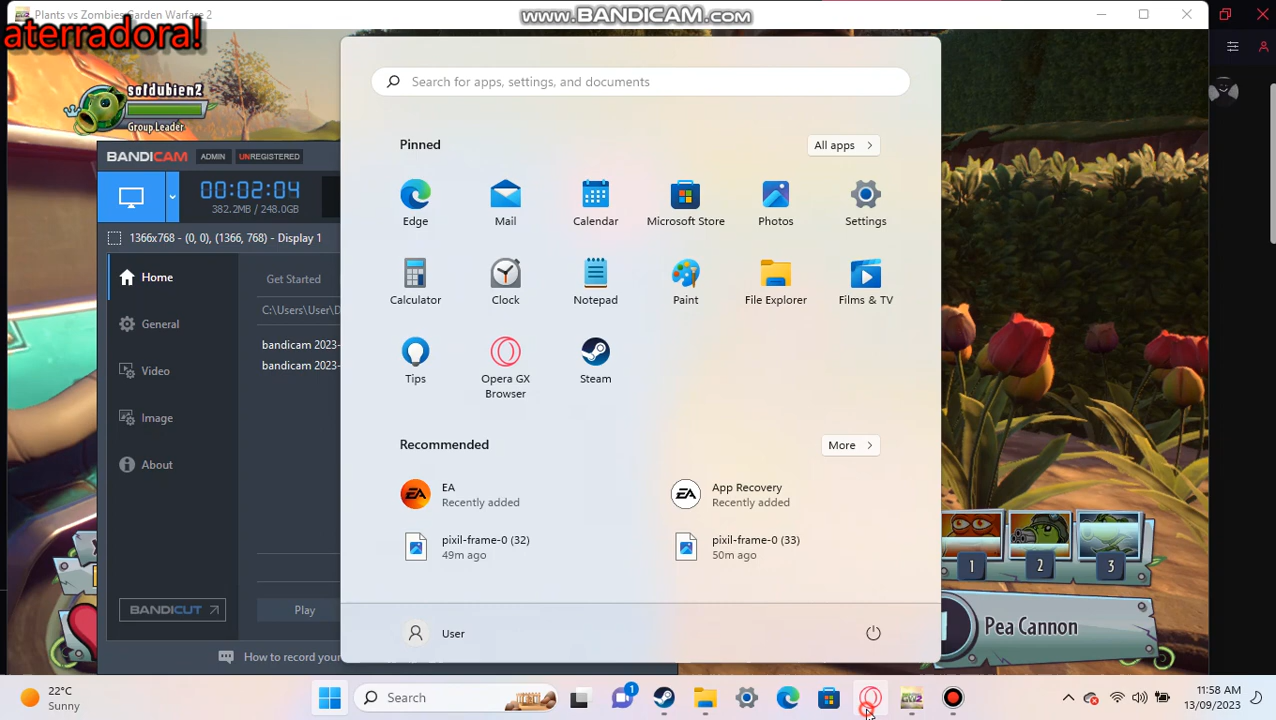 Plants vs Zombies Garden Warfare 2
www.BANDICAM.com
aterradora!
soldubien2
Group Leader
BANDICAM ADMIN UNREGISTERED
00:02:04
382.2MB / 248.0GB
1366x768 - (0, 0), (1366, 768) - Display 1
Home
General
Video
Image
About
Get Started
C:\Users\User\D
bandicam 2023-
bandicam 2023-
BANDICUT
Play
How to record your
Search for apps, settings, and documents
Pinned
All apps
Edge
Mail
Calendar
Microsoft Store
Photos
Settings
Calculator
Clock
Notepad
Paint
File Explorer
Films & TV
Tips
Opera GX
Browser
Steam
Recommended
More
EA
Recently added
App Recovery
Recently added
pixil-frame-0 (32)
49m ago
pixil-frame-0 (33)
50m ago
User
1 2 3
Pea Cannon
22°C
Sunny
Search
1
11:58 AM
13/09/2023